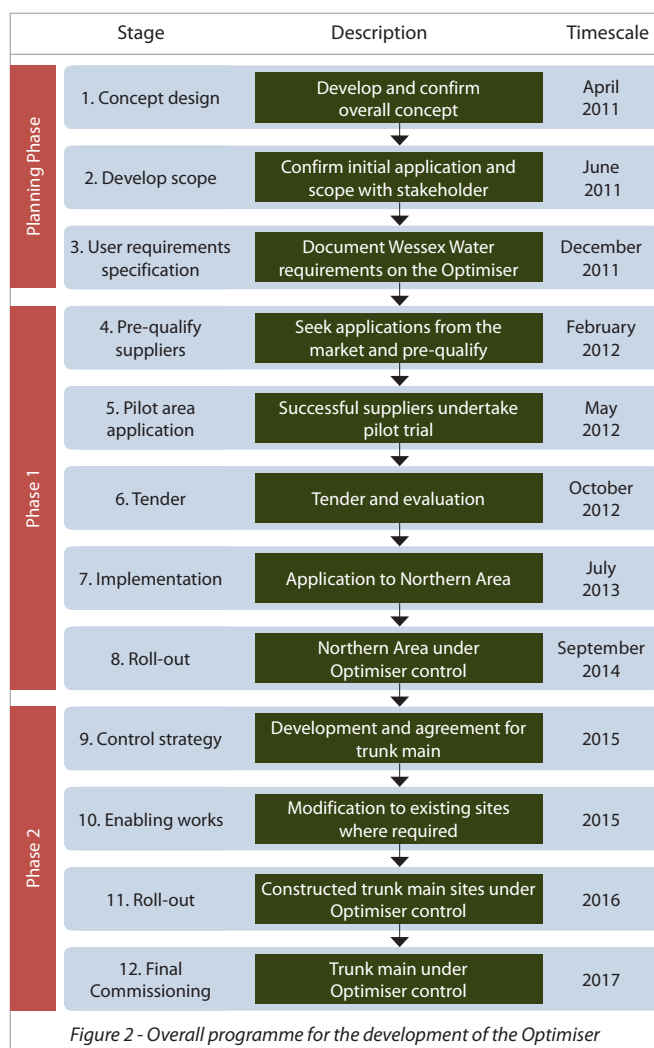 Stage
Description
Timescale
Planning Phase
1. Concept design
Develop and confirm
overall concept
April
2011
2. Develop scope
Confirm initial application and
scope with stakeholder
June
2011
3. User requirements
specification
Document Wessex Water
requirements on the Optimiser
December
2011
Phase 1
4. Pre-qualify
suppliers
Seek applications from the
market and pre-qualify
February
2012
5. Pilot area
application
Successful suppliers undertake
pilot trial
May
2012
6. Tender
Tender and evaluation
October
2012
7. Implementation
Application to Northern Area
July
2013
8. Roll-out
Northern Area under
Optimiser control
September
2014
Phase 2
9. Control strategy
Development and agreement for
trunk main
2015
10. Enabling works
Modification to existing sites
where required
2015
11. Roll-out
Constructed trunk main sites under
Optimiser control
2016
12. Final
Commissioning
Trunk main under
Optimiser control
2017
Figure 2 - Overall programme for the development of the Optimiser